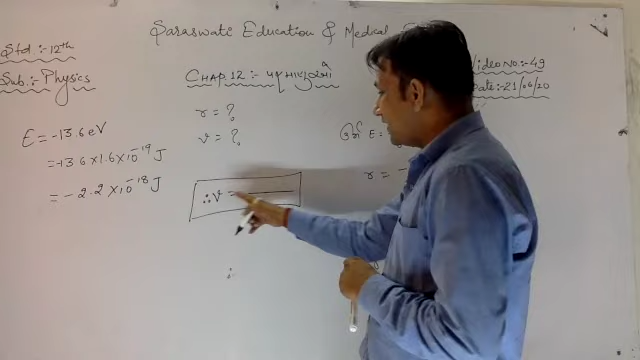 Saraswati Education & Medical
Std :- 12th
Sub :- Physics
CHAP. 12 :- પરમાણુઓ
Video No :- 49
Date :- 21/06/20
E = -13.6 eV
= -13.6 × 1.6 × 10⁻¹⁹ J
= -2.2 × 10⁻¹⁸ J
r = ?
v = ?
∴ v =
ઊર્જા E =
r = -